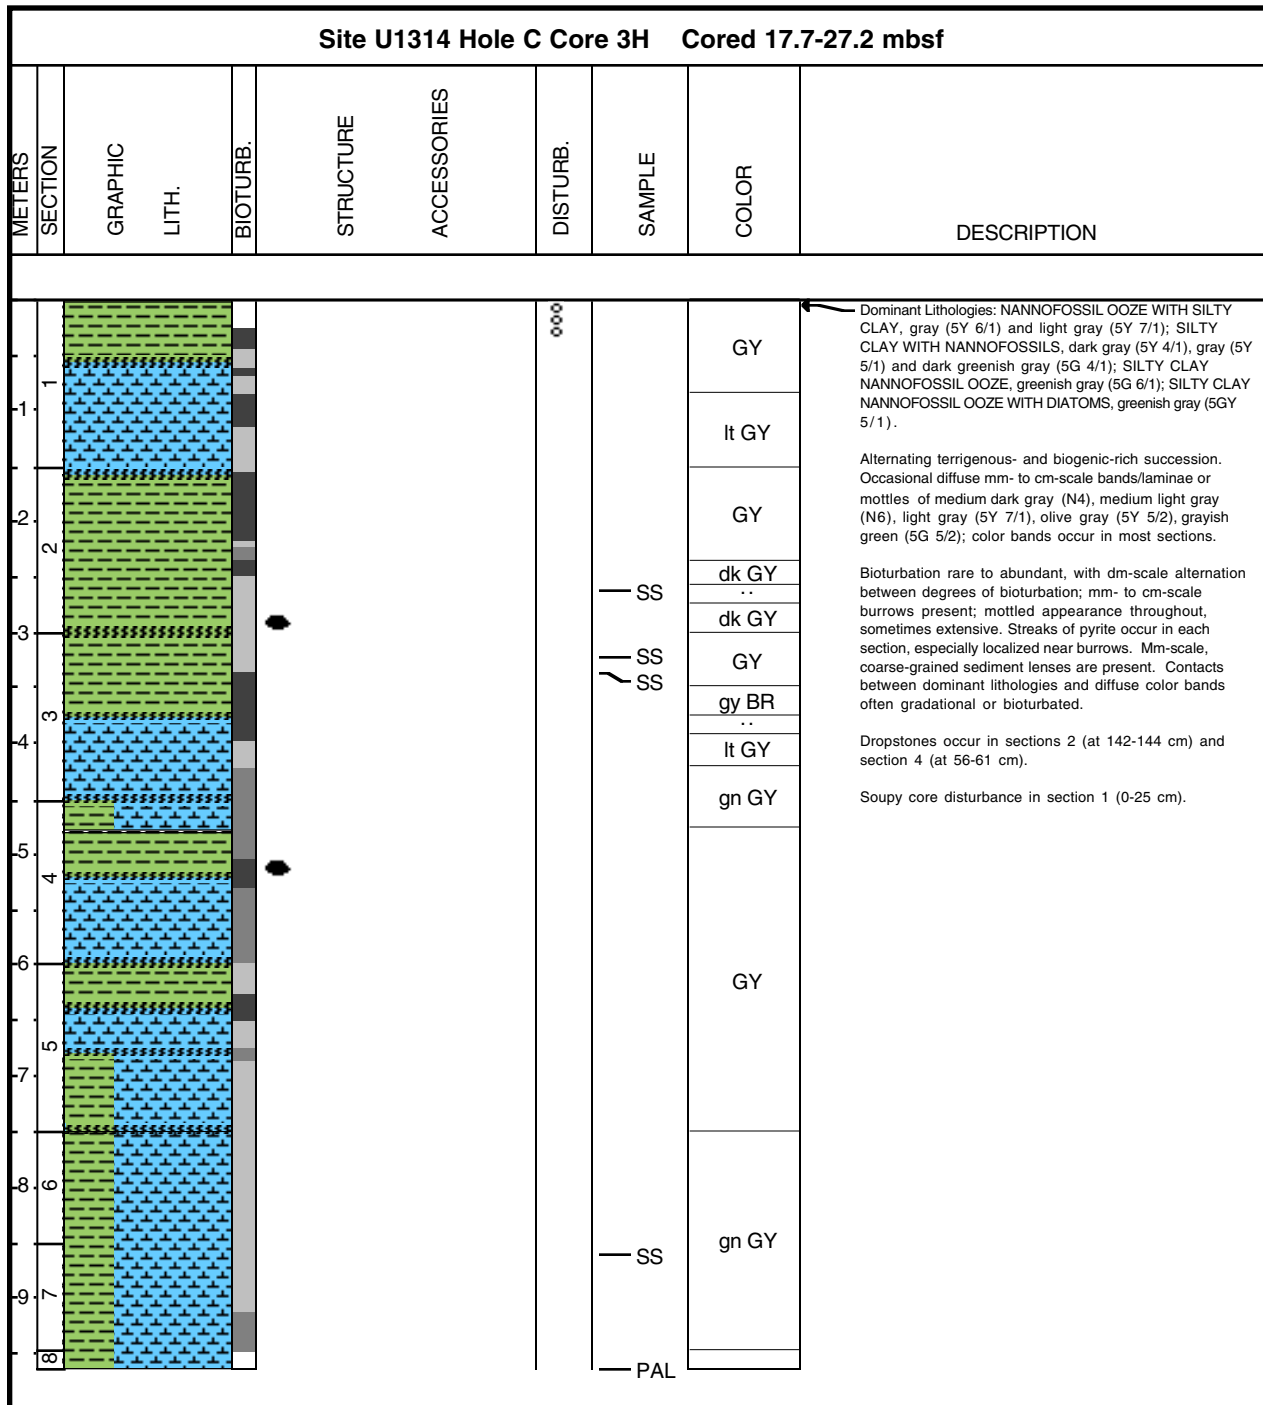 Site U1314 Hole C Core 3H Cored 17.7-27.2 mbsf
METERS
SECTION
GRAPHIC
LITH.
BIOTURB.
STRUCTURE
ACCESSORIES
DISTURB.
SAMPLE
COLOR
DESCRIPTION
1
2
3
4
5
6
7
8
9
1
2
3
4
5
6
7
8
SS
SS
SS
SS
PAL
GY
lt GY
GY
dk GY
..
dk GY
GY
gy BR
..
lt GY
gn GY
GY
gn GY
Dominant Lithologies: NANNOFOSSIL OOZE WITH SILTY
CLAY, gray (5Y 6/1) and light gray (5Y 7/1); SILTY
CLAY WITH NANNOFOSSILS, dark gray (5Y 4/1), gray (5Y
5/1) and dark greenish gray (5G 4/1); SILTY CLAY
NANNOFOSSIL OOZE, greenish gray (5G 6/1); SILTY CLAY
NANNOFOSSIL OOZE WITH DIATOMS, greenish gray (5GY
5/1).
Alternating terrigenous- and biogenic-rich succession.
Occasional diffuse mm- to cm-scale bands/laminae or
mottles of medium dark gray (N4), medium light gray
(N6), light gray (5Y 7/1), olive gray (5Y 5/2), grayish
green (5G 5/2); color bands occur in most sections.
Bioturbation rare to abundant, with dm-scale alternation
between degrees of bioturbation; mm- to cm-scale
burrows present; mottled appearance throughout,
sometimes extensive. Streaks of pyrite occur in each
section, especially localized near burrows. Mm-scale,
coarse-grained sediment lenses are present. Contacts
between dominant lithologies and diffuse color bands
often gradational or bioturbated.
Dropstones occur in sections 2 (at 142-144 cm) and
section 4 (at 56-61 cm).
Soupy core disturbance in section 1 (0-25 cm).